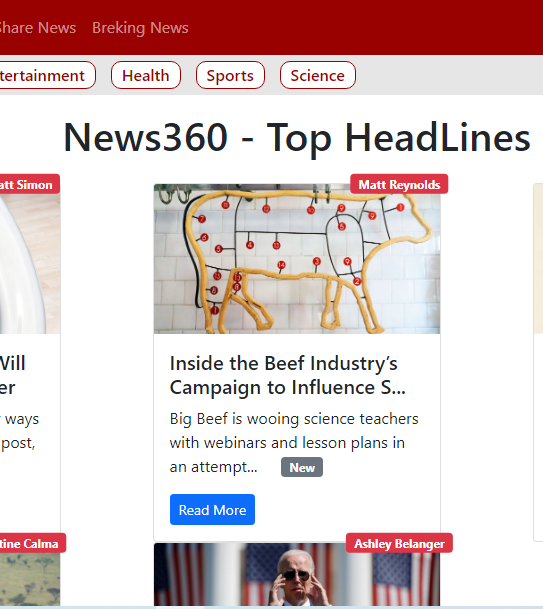 Share News Breking News
tertainment Health Sports Science
News360 - Top HeadLines
att Simon Matt Reynolds
Will
er
Inside the Beef Industry’s
Campaign to Influence S...
ways
post,
Big Beef is wooing science teachers
with webinars and lesson plans in
an attempt... New
Read More
tine Calma Ashley Belanger